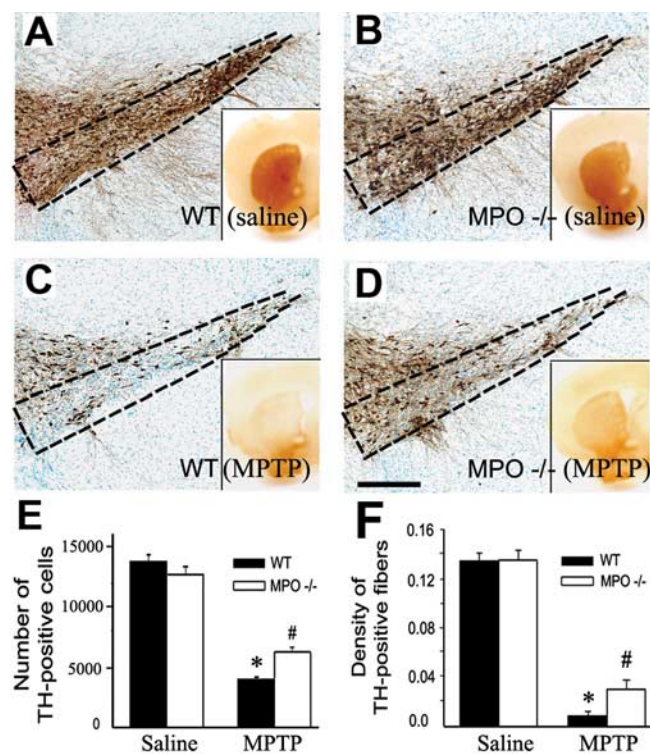 A
B
WT (saline)
MPO -/- (saline)
C
D
WT (MPTP)
MPO -/- (MPTP)
E
Number of
TH-positive cells
15000
10000
5000
0
WT
MPO -/-
*
#
Saline
MPTP
F
Density of
TH-positive fibers
0.16
0.12
0.08
0.04
0.0
WT
MPO -/-
*
#
Saline
MPTP